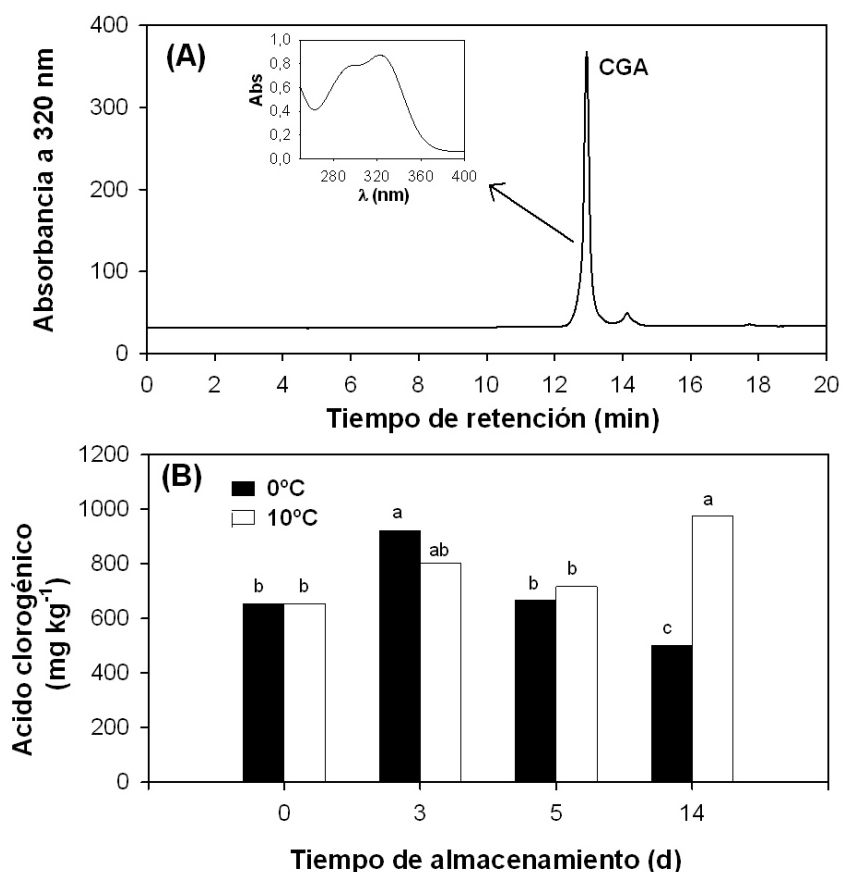 (A)
Absorbancia a 320 nm
400
300
200
100
0
Abs
1,0
0,8
0,6
0,4
0,2
0,0
280 320 360 400
λ (nm)
CGA
0 2 4 6 8 10 12 14 16 18 20
Tiempo de retención (min)
(B)
Acido clorogénico
(mg kg⁻¹)
1200
1000
800
600
400
200
0
0ºC
10ºC
b b a ab b b c a
0 3 5 14
Tiempo de almacenamiento (d)